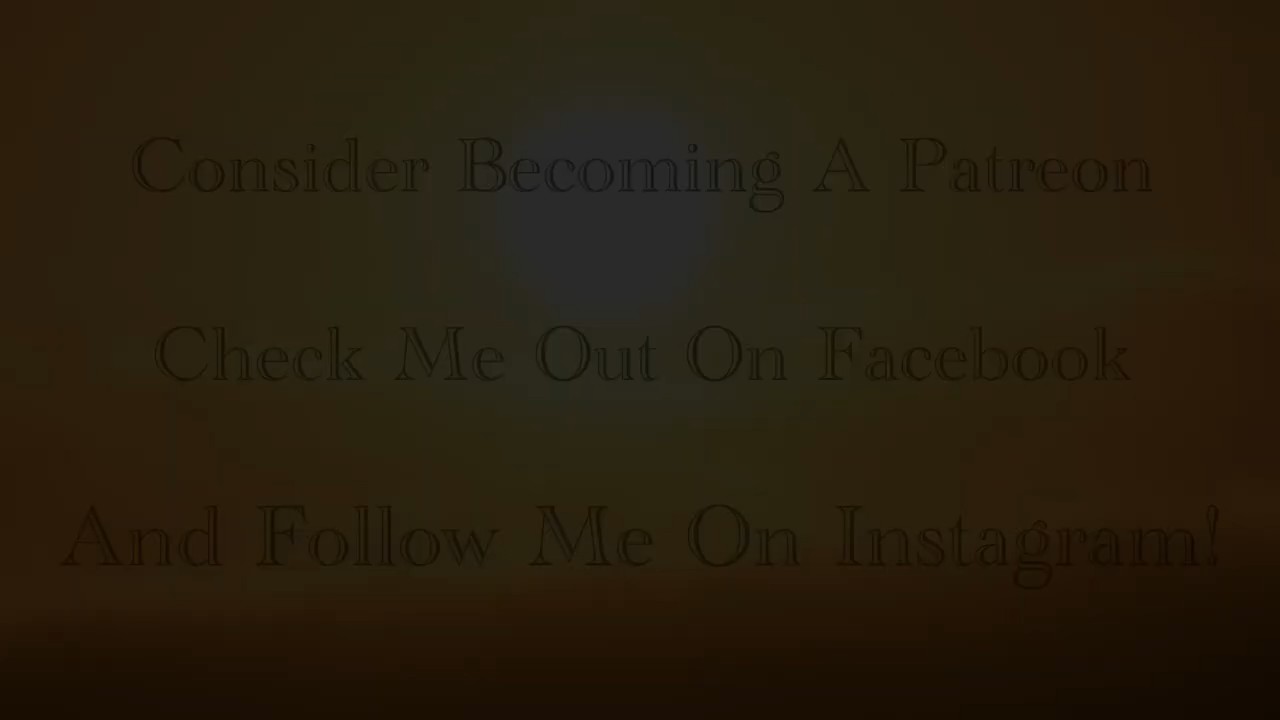 Consider Becoming A Patreon
Check Me Out On Facebook
And Follow Me On Instagram!